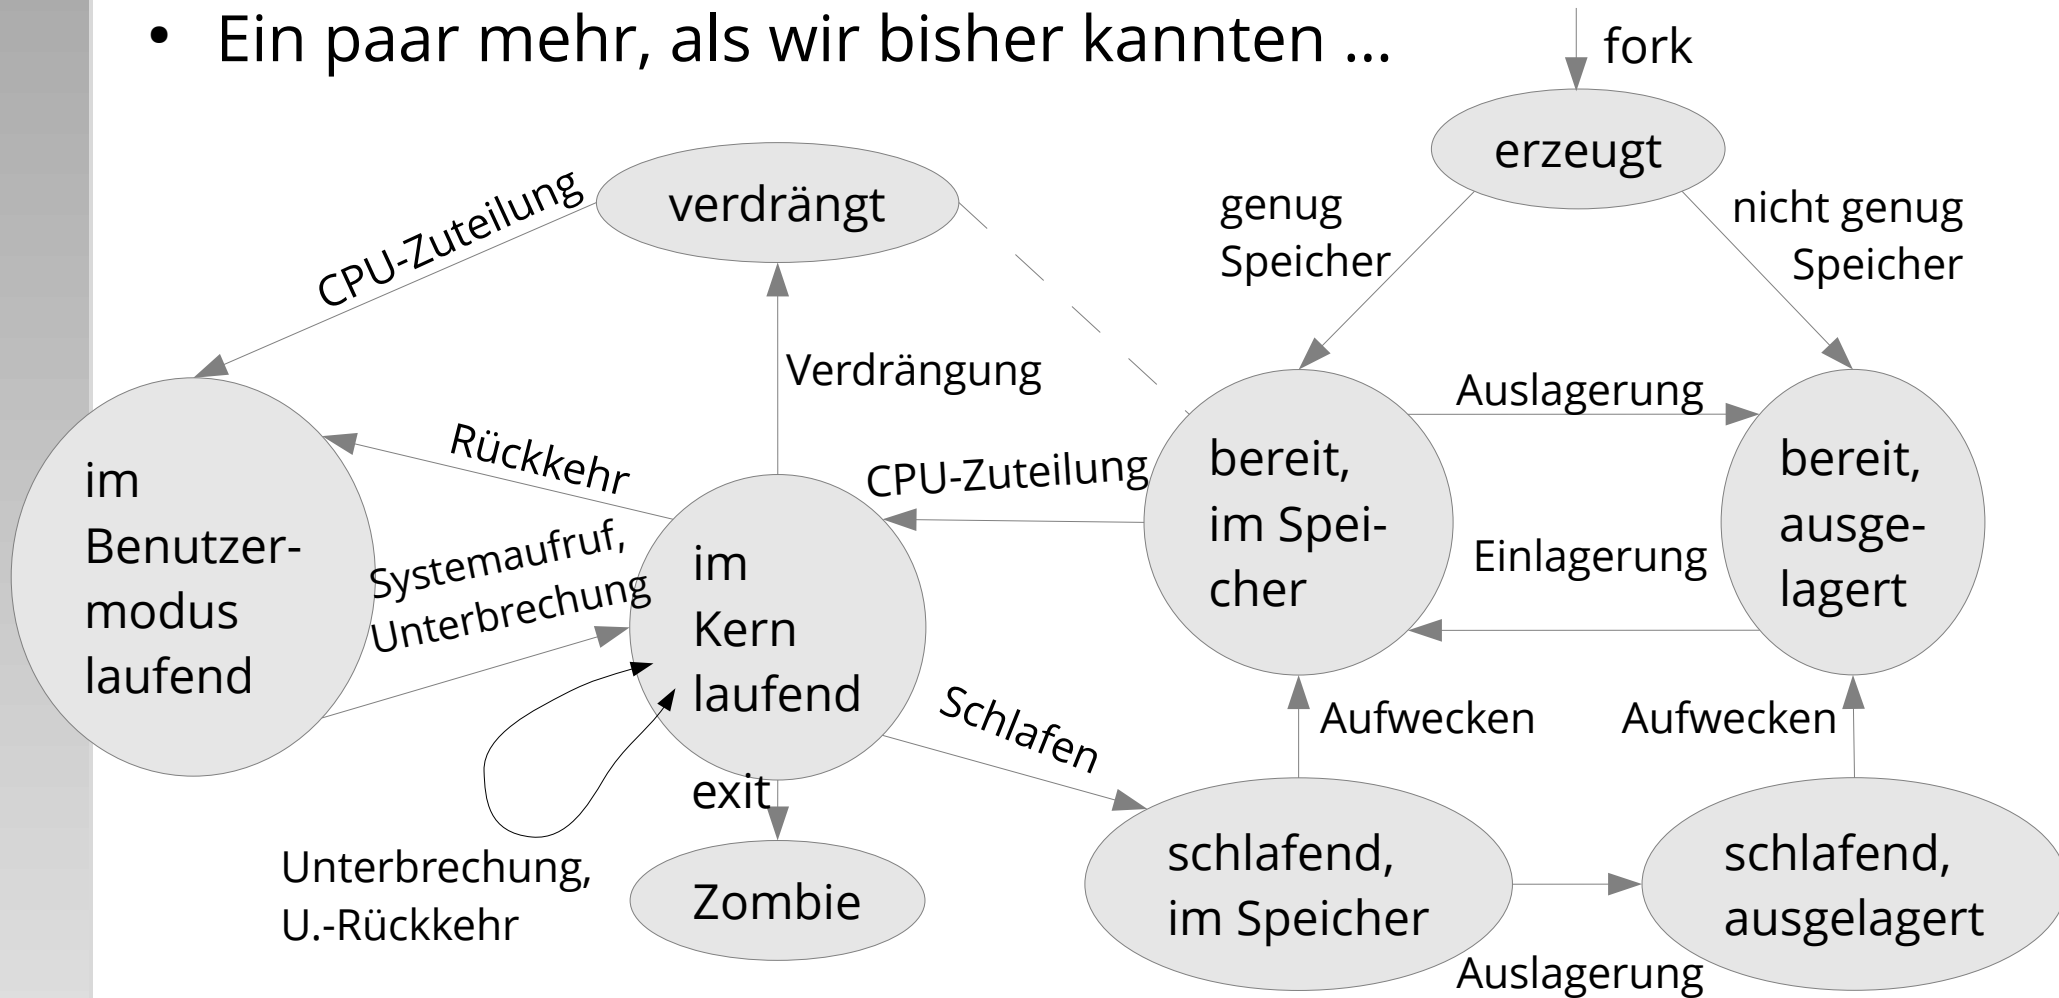 • Ein paar mehr, als wir bisher kannten ...
fork
erzeugt
genug
Speicher
nicht genug
Speicher
verdrängt
CPU-Zuteilung
Verdrängung
Rückkehr
CPU-Zuteilung
Auslagerung
im
Benutzer-
modus
laufend
Systemaufruf,
Unterbrechung
im
Kern
laufend
bereit,
im Spei-
cher
Einlagerung
bereit,
ausge-
lagert
Schlafen
Aufwecken
Aufwecken
exit
Unterbrechung,
U.-Rückkehr
Zombie
schlafend,
im Speicher
Auslagerung
schlafend,
ausgelagert